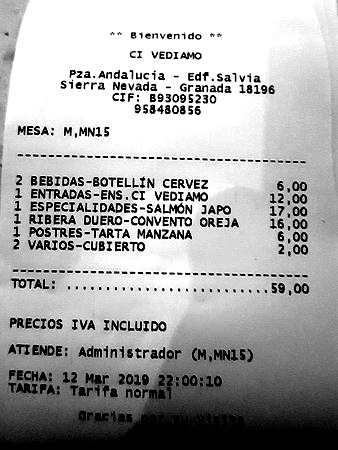 ** Bienvenido **
CI VEDIAMO
Pza.Andalucía - Edf.Salvia
Sierra Nevada - Granada 18196
CIF: B93095230
958480856
MESA: M,MN15
--------------------------------
2 BEBIDAS-BOTELLÍN CERVEZ 6,00
1 ENTRADAS-ENS.CI VEDIAMO 12,00
1 ESPECIALIDADES-SALMÓN JAPO 17,00
1 RIBERA DUERO-CONVENTO OREJA 16,00
1 POSTRES-TARTA MANZANA 6,00
2 VARIOS-CUBIERTO 2,00
--------------------------------
TOTAL: ..........................59,00
PRECIOS IVA INCLUIDO
ATIENDE: Administrador (M,MN15)
FECHA: 12 Mar 2019 22:00:10
TARIFA: Tarifa normal
Gracias por su visita